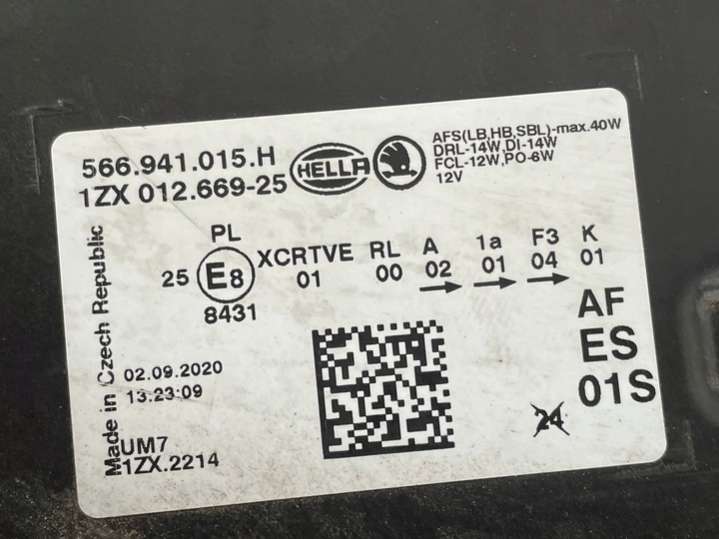 566.941.015.H
1ZX 012.669-25
HELLA
AFS(LB,HB,SBL)-max.40W
DRL-14W,DI-14W
FCL-12W,PO-6W
12V
PL
25 E8 XCRTVE RL A 1a F3 K
01 00 02 01 04 01
8431
AF
ES
01S
Made in Czech Republic
02.09.2020
13:23:09
24
UM7
1ZX.2214